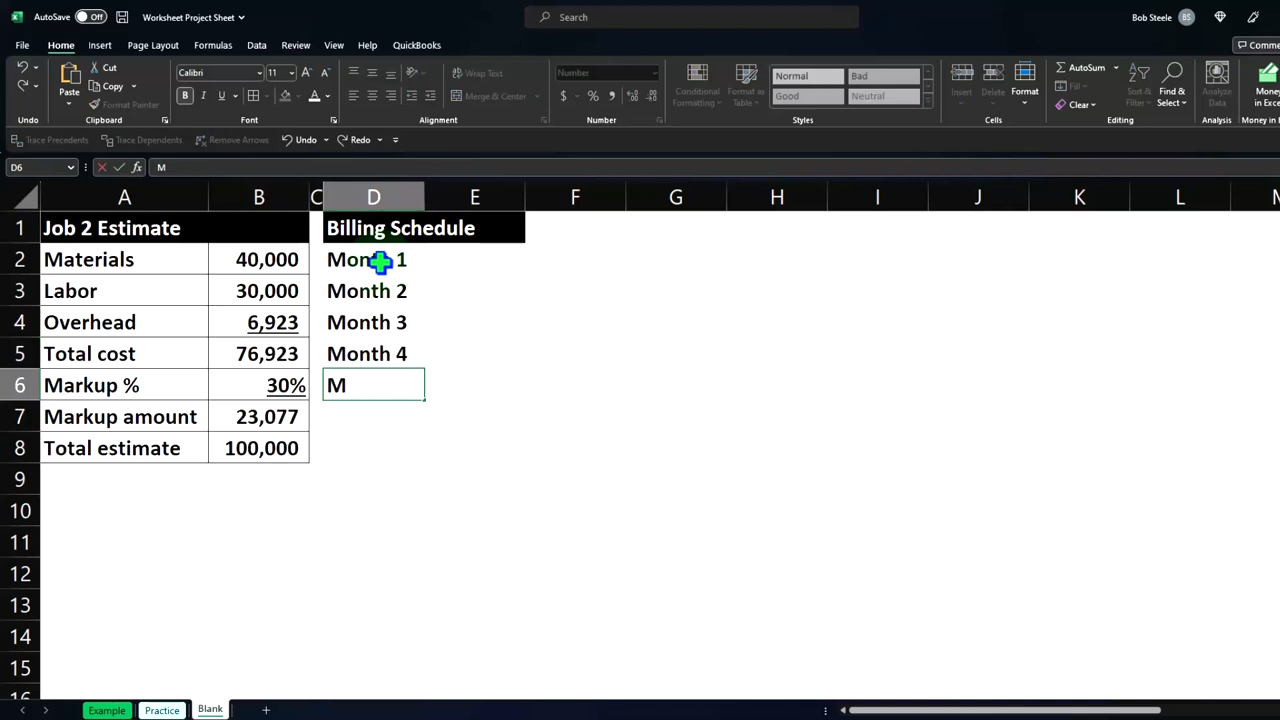 AutoSave Off Worksheet Project Sheet Search Bob Steele BS
File Home Insert Page Layout Formulas Data Review View Help QuickBooks Comme
Paste Cut Copy Format Painter
Calibri 11 Wrap Text Merge & Center Number
B I U A $ % 9
Conditional Formatting Format as Table Normal Bad Good Neutral
Insert Delete Format AutoSum Fill Clear Sort & Filter Find & Select Analyze Data Money in Excel
Undo Clipboard Font Alignment Number Styles Cells Editing Analysis Money in E
Trace Precedents Trace Dependents Remove Arrows Undo Redo
D6 fx M
A B C D E F G H I J K L M
1 Job 2 Estimate Billing Schedule
2 Materials 40,000 Month 1
3 Labor 30,000 Month 2
4 Overhead 6,923 Month 3
5 Total cost 76,923 Month 4
6 Markup % 30% M
7 Markup amount 23,077
8 Total estimate 100,000
9
10
11
12
13
14
15
16
Example Practice Blank